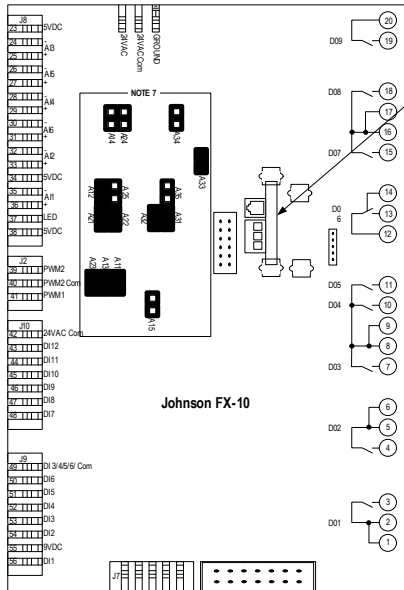 J8
23 5VDC
24 -
AI3
25 +
26 -
AI5
27 +
28 -
AI4
29 +
30 -
AI6
31 +
32 -
AI2
33 +
34 5VDC
35 -
AI1
36 +
37 LED
38 5VDC
J2
39 PWM2
40 PWM2 Com
41 PWM1
J10
42 24VAC Com
43 DI12
44 DI11
45 DI10
46 DI9
47 DI8
48 DI7
J9
49 DI 3/4/5/6/ Com
50 DI6
51 DI5
52 DI4
53 DI3
54 DI2
55 9VDC
56 DI1
24VAC
24VAC Com
GROUND
NOTE 7
A14
A24
A34
A33
A12
A25
A21
A22
A35
A32
A31
A23
A13
A11
A15
Johnson FX-10
J7
20
D09
19
D08
18
17
16
D07
15
14
D0
6
13
12
D05
11
D04
10
9
8
D03
7
6
D02
5
4
3
D01
2
1